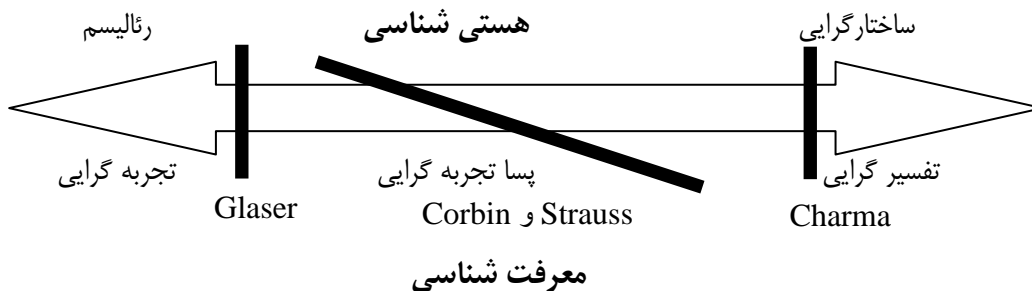 رئالیسم
هستی شناسی
ساختارگرایی
تجربه گرایی
پسا تجربه گرایی
تفسیر گرایی
Glaser
Strauss و Corbin
Charma
معرفت شناسی